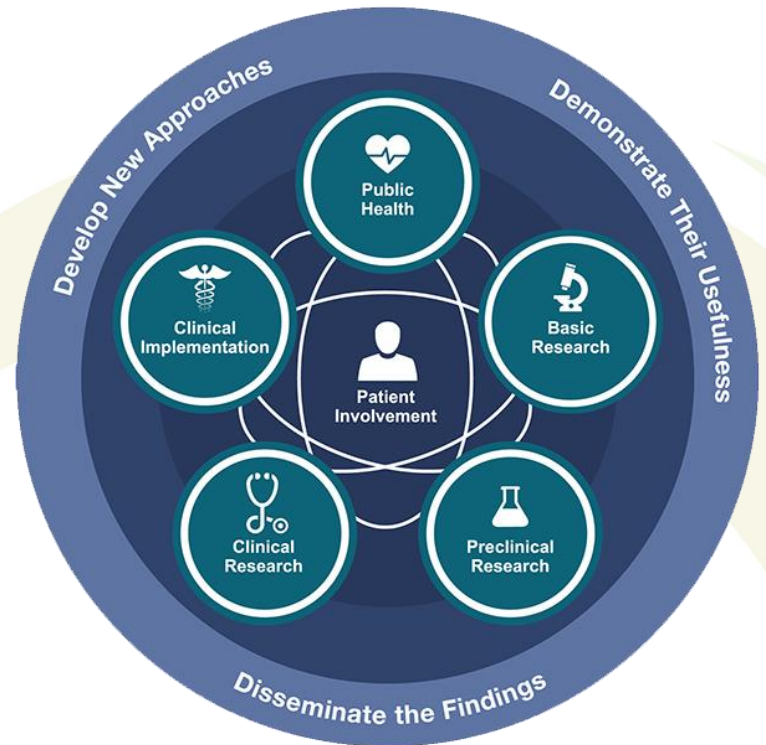 Develop New Approaches
Demonstrate Their Usefulness
Public
Health
Clinical
Implementation
Basic
Research
Patient
Involvement
Clinical
Research
Preclinical
Research
Disseminate the Findings